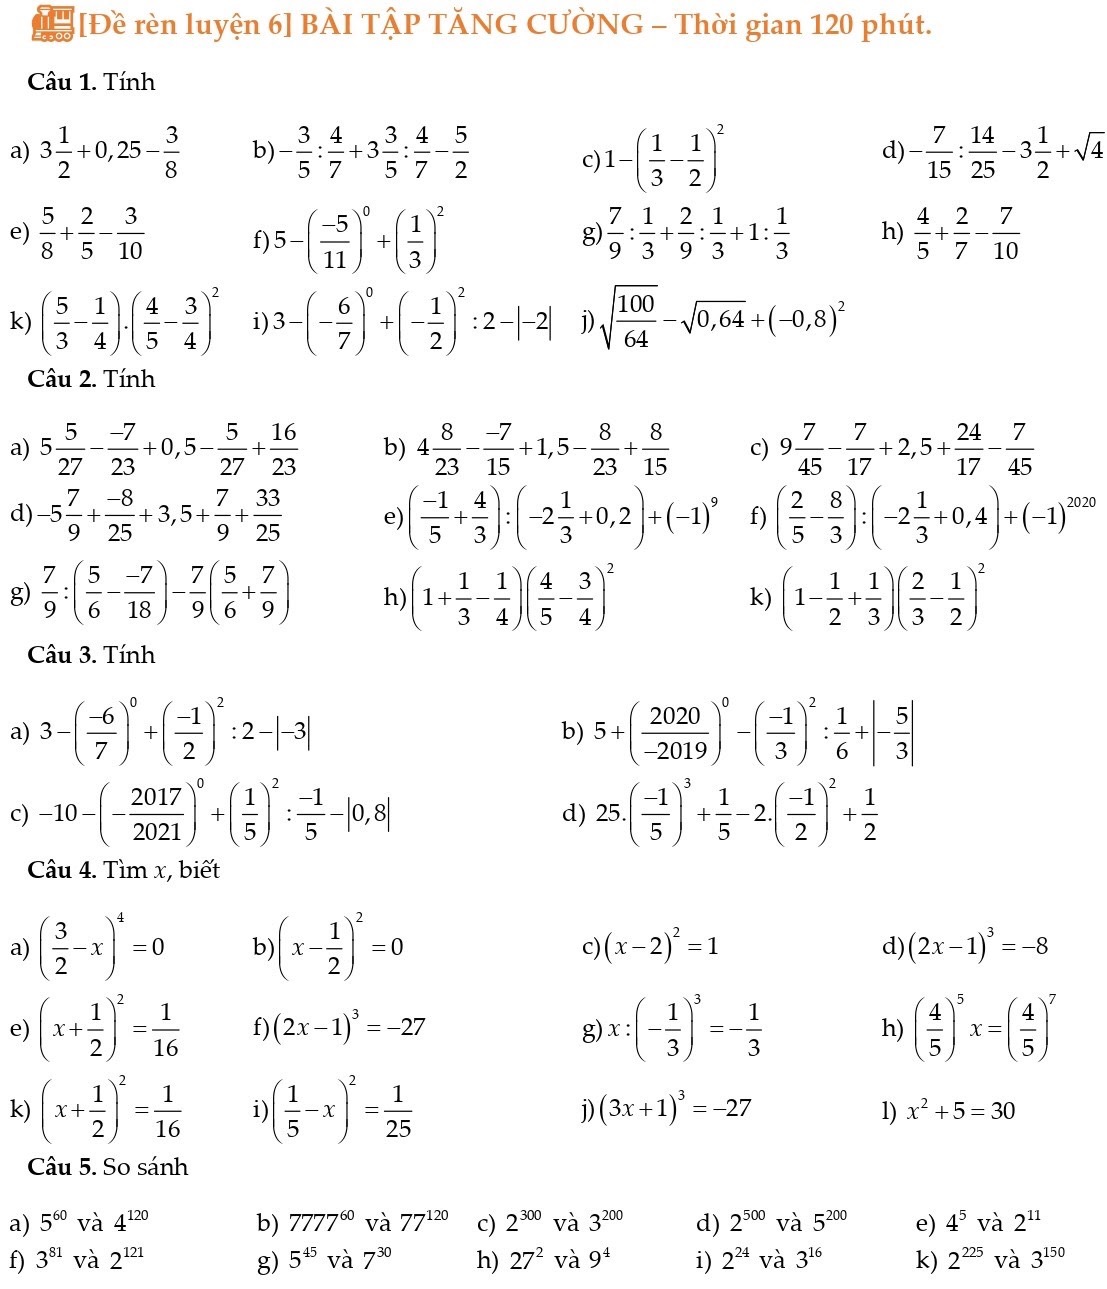 [Đề rèn luyện 6] BÀI TẬP TĂNG CƯỜNG – Thời gian 120 phút.
Câu 1. Tính
a) $3\frac{1}{2}+0,25-\frac{3}{8}$ b) $-\frac{3}{5}:\frac{4}{7}+3\frac{3}{5}:\frac{4}{7}-\frac{5}{2}$ c) $1-\left(\frac{1}{3}-\frac{1}{2}\right)^2$ d) $-\frac{7}{15}:\frac{14}{25}-3\frac{1}{2}+\sqrt{4}$
e) $\frac{5}{8}+\frac{2}{5}-\frac{3}{10}$ f) $5-\left(\frac{-5}{11}\right)^0+\left(\frac{1}{3}\right)^2$ g) $\frac{7}{9}:\frac{1}{3}+\frac{2}{9}:\frac{1}{3}+1:\frac{1}{3}$ h) $\frac{4}{5}+\frac{2}{7}-\frac{7}{10}$
k) $\left(\frac{5}{3}-\frac{1}{4}\right).\left(\frac{4}{5}-\frac{3}{4}\right)^2$ i) $3-\left(-\frac{6}{7}\right)^0+\left(-\frac{1}{2}\right)^2:2-|-2|$ j) $\sqrt{\frac{100}{64}}-\sqrt{0,64}+(-0,8)^2$
Câu 2. Tính
a) $5\frac{5}{27}-\frac{-7}{23}+0,5-\frac{5}{27}+\frac{16}{23}$ b) $4\frac{8}{23}-\frac{-7}{15}+1,5-\frac{8}{23}+\frac{8}{15}$ c) $9\frac{7}{45}-\frac{7}{17}+2,5+\frac{24}{17}-\frac{7}{45}$
d) $-5\frac{7}{9}+\frac{-8}{25}+3,5+\frac{7}{9}+\frac{33}{25}$ e) $\left(\frac{-1}{5}+\frac{4}{3}\right):\left(-2\frac{1}{3}+0,2\right)+(-1)^9$ f) $\left(\frac{2}{5}-\frac{8}{3}\right):\left(-2\frac{1}{3}+0,4\right)+(-1)^{2020}$
g) $\frac{7}{9}:\left(\frac{5}{6}-\frac{-7}{18}\right)-\frac{7}{9}\left(\frac{5}{6}+\frac{7}{9}\right)$ h) $\left(1+\frac{1}{3}-\frac{1}{4}\right)\left(\frac{4}{5}-\frac{3}{4}\right)^2$ k) $\left(1-\frac{1}{2}+\frac{1}{3}\right)\left(\frac{2}{3}-\frac{1}{2}\right)^2$
Câu 3. Tính
a) $3-\left(\frac{-6}{7}\right)^0+\left(\frac{-1}{2}\right)^2:2-|-3|$ b) $5+\left(\frac{2020}{-2019}\right)^0-\left(\frac{-1}{3}\right)^2:\frac{1}{6}+\left|-\frac{5}{3}\right|$
c) $-10-\left(-\frac{2017}{2021}\right)^0+\left(\frac{1}{5}\right)^2:\frac{-1}{5}-|0,8|$ d) $25.\left(\frac{-1}{5}\right)^3+\frac{1}{5}-2.\left(\frac{-1}{2}\right)^2+\frac{1}{2}$
Câu 4. Tìm x, biết
a) $\left(\frac{3}{2}-x\right)^4=0$ b) $\left(x-\frac{1}{2}\right)^2=0$ c) $(x-2)^2=1$ d) $(2x-1)^3=-8$
e) $\left(x+\frac{1}{2}\right)^2=\frac{1}{16}$ f) $(2x-1)^3=-27$ g) $x:\left(-\frac{1}{3}\right)^3=-\frac{1}{3}$ h) $\left(\frac{4}{5}\right)^5x=\left(\frac{4}{5}\right)^7$
k) $\left(x+\frac{1}{2}\right)^2=\frac{1}{16}$ i) $\left(\frac{1}{5}-x\right)^2=\frac{1}{25}$ j) $(3x+1)^3=-27$ l) $x^2+5=30$
Câu 5. So sánh
a) $5^{60}$ và $4^{120}$ b) $7777^{60}$ và $77^{120}$ c) $2^{300}$ và $3^{200}$ d) $2^{500}$ và $5^{200}$ e) $4^5$ và $2^{11}$
f) $3^{81}$ và $2^{121}$ g) $5^{45}$ và $7^{30}$ h) $27^2$ và $9^4$ i) $2^{24}$ và $3^{16}$ k) $2^{225}$ và $3^{150}$